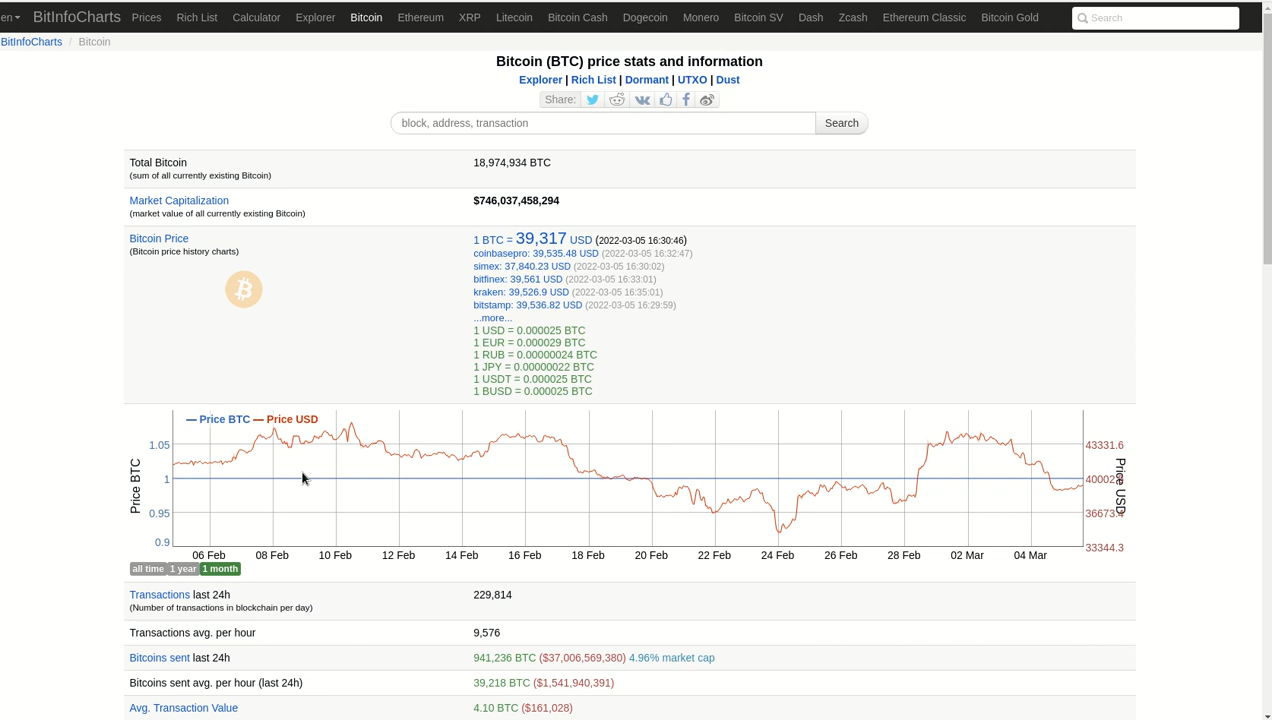 en BitInfoCharts Prices Rich List Calculator Explorer Bitcoin Ethereum XRP Litecoin Bitcoin Cash Dogecoin Monero Bitcoin SV Dash Zcash Ethereum Classic Bitcoin Gold Search
BitInfoCharts / Bitcoin
Bitcoin (BTC) price stats and information
Explorer | Rich List | Dormant | UTXO | Dust
Share:
block, address, transaction Search
Total Bitcoin 18,974,934 BTC
(sum of all currently existing Bitcoin)
Market Capitalization $746,037,458,294
(market value of all currently existing Bitcoin)
Bitcoin Price 1 BTC = 39,317 USD (2022-03-05 16:30:46)
(Bitcoin price history charts) coinbasepro: 39,535.48 USD (2022-03-05 16:32:47)
simex: 37,840.23 USD (2022-03-05 16:30:02)
bitfinex: 39,561 USD (2022-03-05 16:33:01)
kraken: 39,526.9 USD (2022-03-05 16:35:01)
bitstamp: 39,536.82 USD (2022-03-05 16:29:59)
...more...
1 USD = 0.000025 BTC
1 EUR = 0.000029 BTC
1 RUB = 0.00000024 BTC
1 JPY = 0.00000022 BTC
1 USDT = 0.000025 BTC
1 BUSD = 0.000025 BTC
Price BTC Price USD
1.05 43331.6
1 40002
0.95 36673.4
0.9 33344.3
Price BTC
Price USD
06 Feb 08 Feb 10 Feb 12 Feb 14 Feb 16 Feb 18 Feb 20 Feb 22 Feb 24 Feb 26 Feb 28 Feb 02 Mar 04 Mar
all time 1 year 1 month
Transactions last 24h 229,814
(Number of transactions in blockchain per day)
Transactions avg. per hour 9,576
Bitcoins sent last 24h 941,236 BTC ($37,006,569,380) 4.96% market cap
Bitcoins sent avg. per hour (last 24h) 39,218 BTC ($1,541,940,391)
Avg. Transaction Value 4.10 BTC ($161,028)